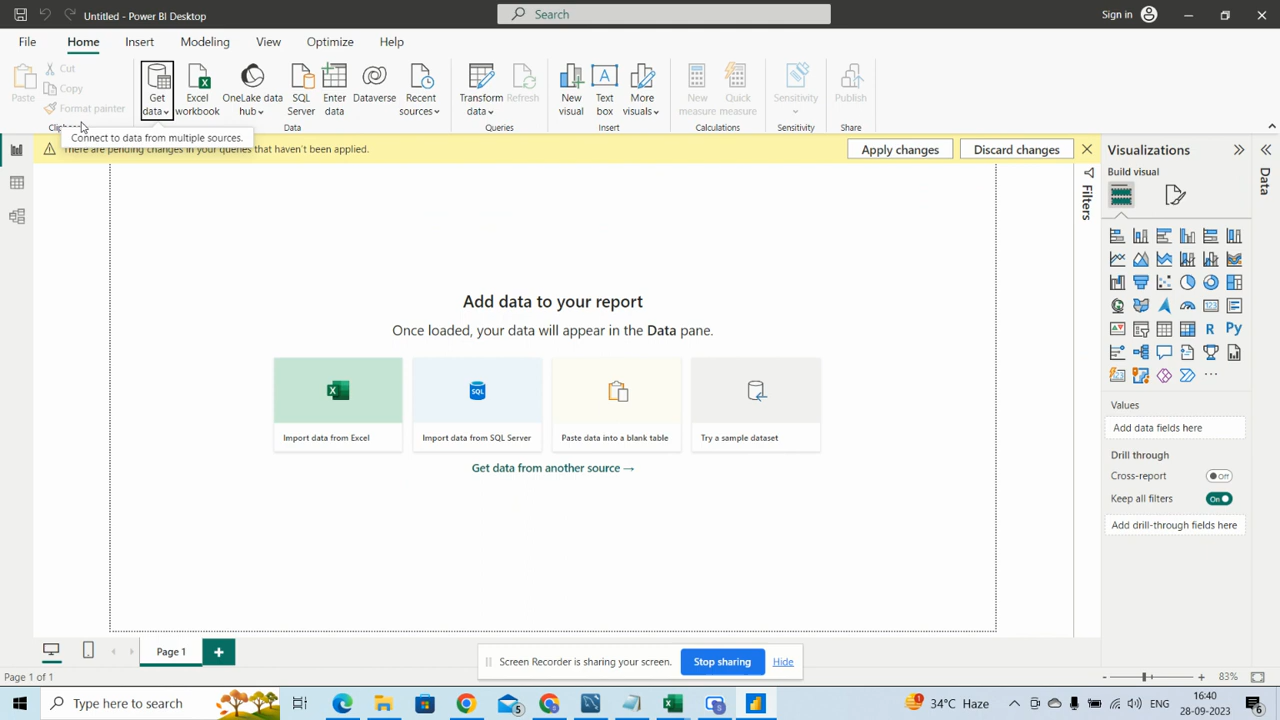 Untitled - Power BI Desktop
Search
Sign in
File
Home
Insert
Modeling
View
Optimize
Help
Paste
Cut
Copy
Format painter
Get data
Excel workbook
OneLake data hub
SQL Server
Enter data
Dataverse
Recent sources
Transform data
Refresh
New visual
Text box
More visuals
New measure
Quick measure
Sensitivity
Publish
Data
Queries
Insert
Calculations
Sensitivity
Share
Connect to data from multiple sources.
There are pending changes in your queries that haven't been applied.
Apply changes
Discard changes
Add data to your report
Once loaded, your data will appear in the Data pane.
Import data from Excel
Import data from SQL Server
Paste data into a blank table
Try a sample dataset
Get data from another source →
Filters
Visualizations
Build visual
R
Py
123
...
Values
Add data fields here
Drill through
Cross-report
Off
Keep all filters
On
Add drill-through fields here
Data
Page 1
Screen Recorder is sharing your screen.
Stop sharing
Hide
Page 1 of 1
83%
Type here to search
5
34°C Haze
ENG
16:40
28-09-2023
6